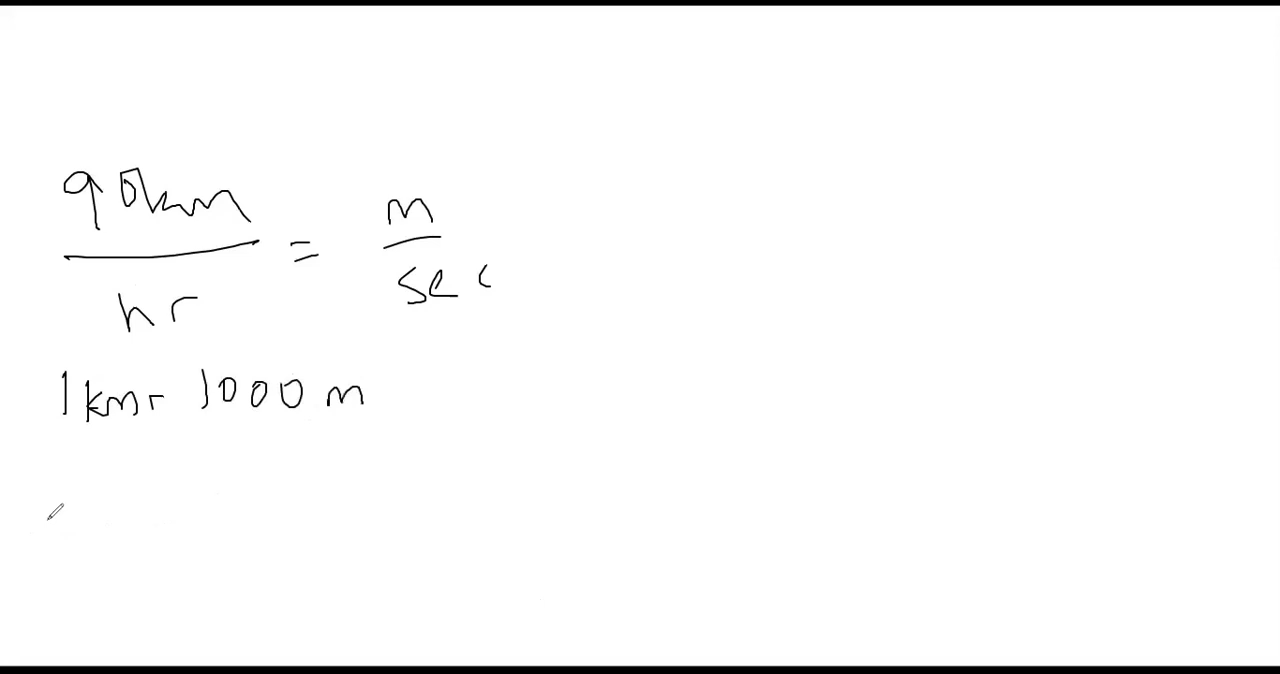 90km
hr
=
m
sec
1km= 1000 m